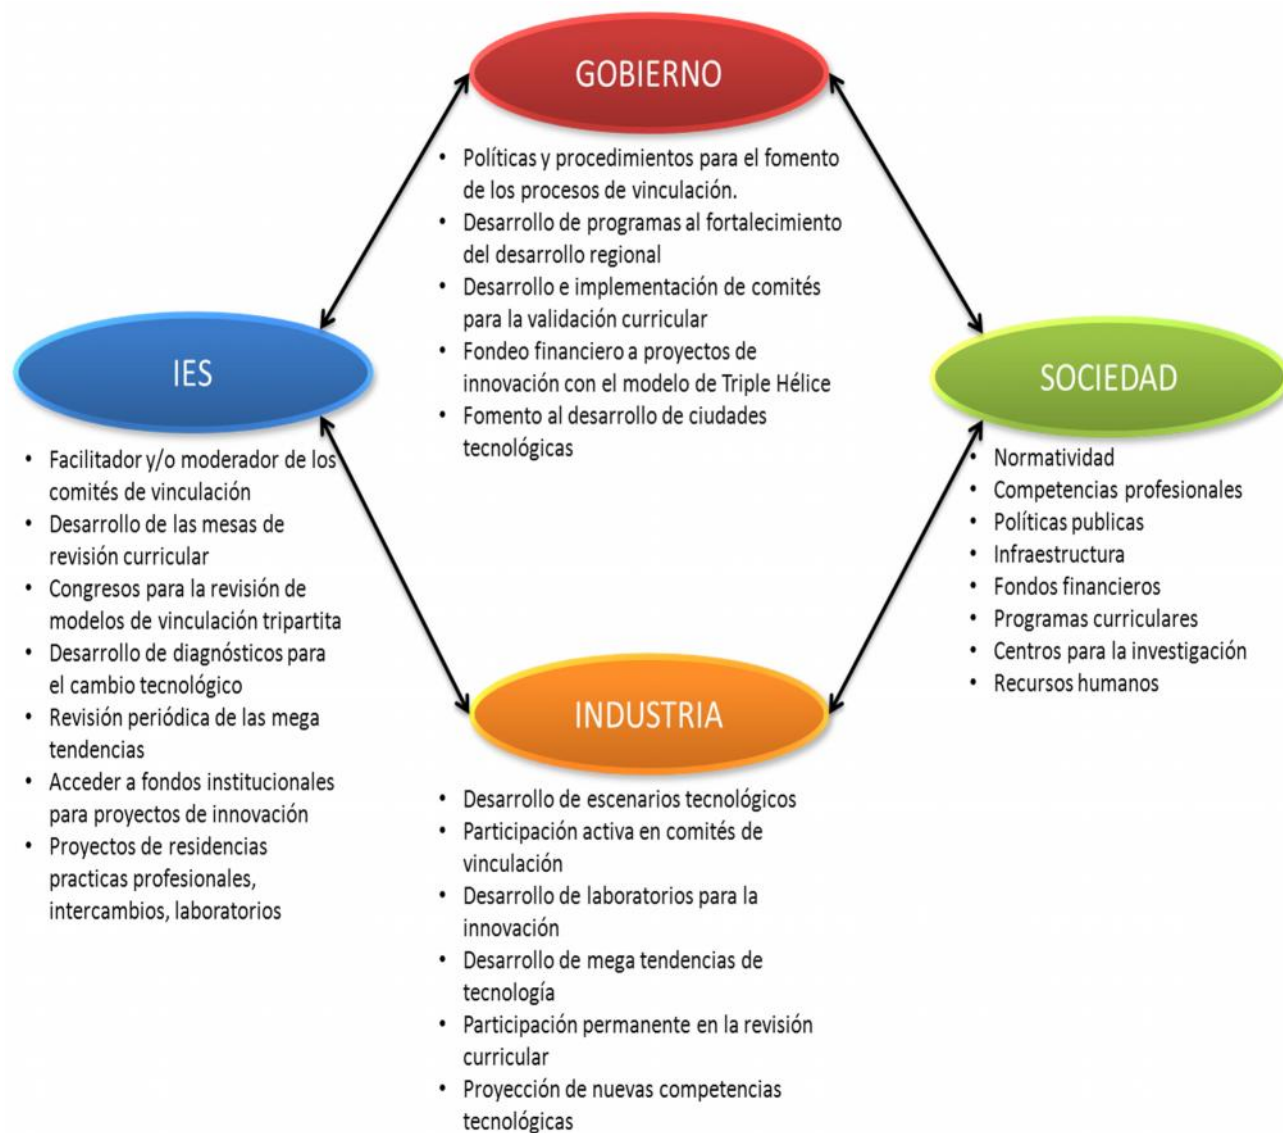 GOBIERNO
• Políticas y procedimientos para el fomento
de los procesos de vinculación.
• Desarrollo de programas al fortalecimiento
del desarrollo regional
• Desarrollo e implementación de comités
para la validación curricular
• Fondeo financiero a proyectos de
innovación con el modelo de Triple Hélice
• Fomento al desarrollo de ciudades
tecnológicas
IES
• Facilitador y/o moderador de los
comités de vinculación
• Desarrollo de las mesas de
revisión curricular
• Congresos para la revisión de
modelos de vinculación tripartita
• Desarrollo de diagnósticos para
el cambio tecnológico
• Revisión periódica de las mega
tendencias
• Acceder a fondos institucionales
para proyectos de innovación
• Proyectos de residencias
practicas profesionales,
intercambios, laboratorios
SOCIEDAD
• Normatividad
• Competencias profesionales
• Políticas publicas
• Infraestructura
• Fondos financieros
• Programas curriculares
• Centros para la investigación
• Recursos humanos
INDUSTRIA
• Desarrollo de escenarios tecnológicos
• Participación activa en comités de
vinculación
• Desarrollo de laboratorios para la
innovación
• Desarrollo de mega tendencias de
tecnología
• Participación permanente en la revisión
curricular
• Proyección de nuevas competencias
tecnológicas